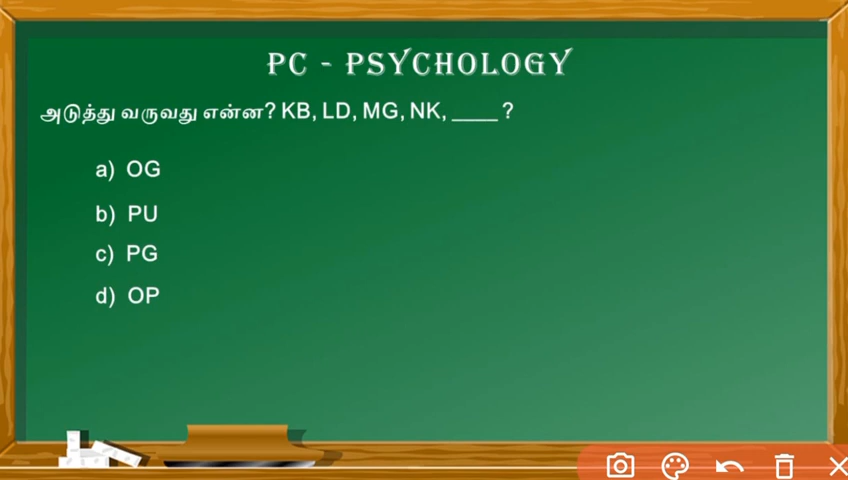 PC - PSYCHOLOGY
அடுத்து வருவது என்ன? KB, LD, MG, NK, ____ ?
a) OG
b) PU
c) PG
d) OP